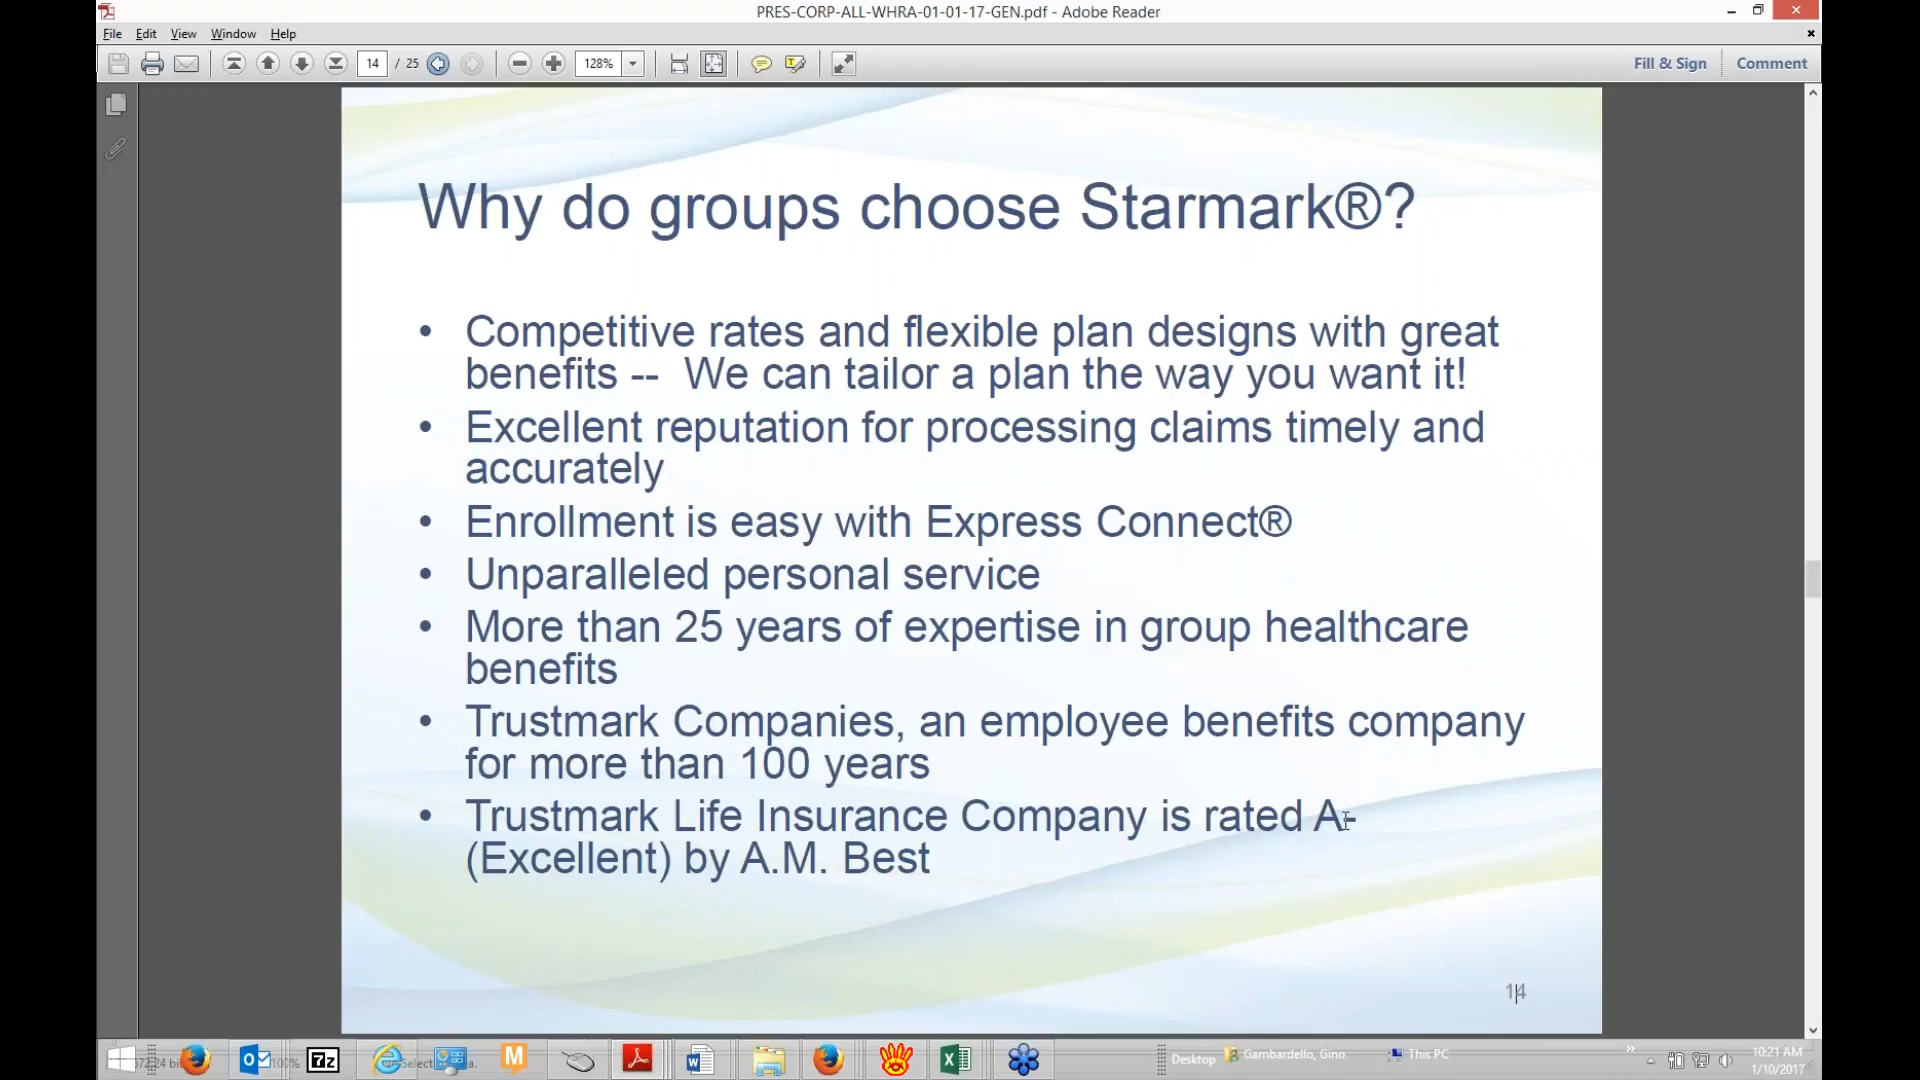 PRES-CORP-ALL-WHRA-01-01-17-GEN.pdf - Adobe Reader
File Edit View Window Help
14 / 25 128% Fill & Sign Comment
Why do groups choose Starmark®?
• Competitive rates and flexible plan designs with great
benefits -- We can tailor a plan the way you want it!
• Excellent reputation for processing claims timely and
accurately
• Enrollment is easy with Express Connect®
• Unparalleled personal service
• More than 25 years of expertise in group healthcare
benefits
• Trustmark Companies, an employee benefits company
for more than 100 years
• Trustmark Life Insurance Company is rated A-
(Excellent) by A.M. Best
14
Desktop Gambardello, Gino This PC
10:21 AM
1/10/2017